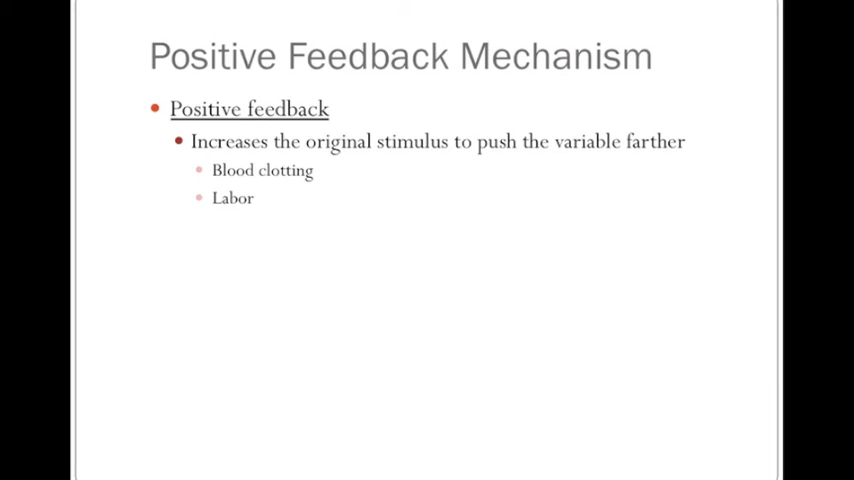 Positive Feedback Mechanism
Positive feedback
Increases the original stimulus to push the variable farther
Blood clotting
Labor